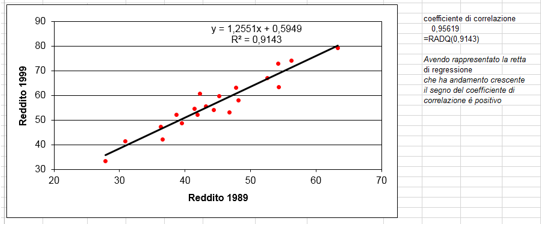 y = 1,2551x + 0,5949
R² = 0,9143
90
80
70
60
50
40
30
20
30
40
50
60
70
Reddito 1999
Reddito 1989
coefficiente di correlazione
0,95619
=RADQ(0,9143)
Avendo rappresentato la retta
di regressione
che ha andamento crescente
il segno del coefficiente di
correlazione è positivo